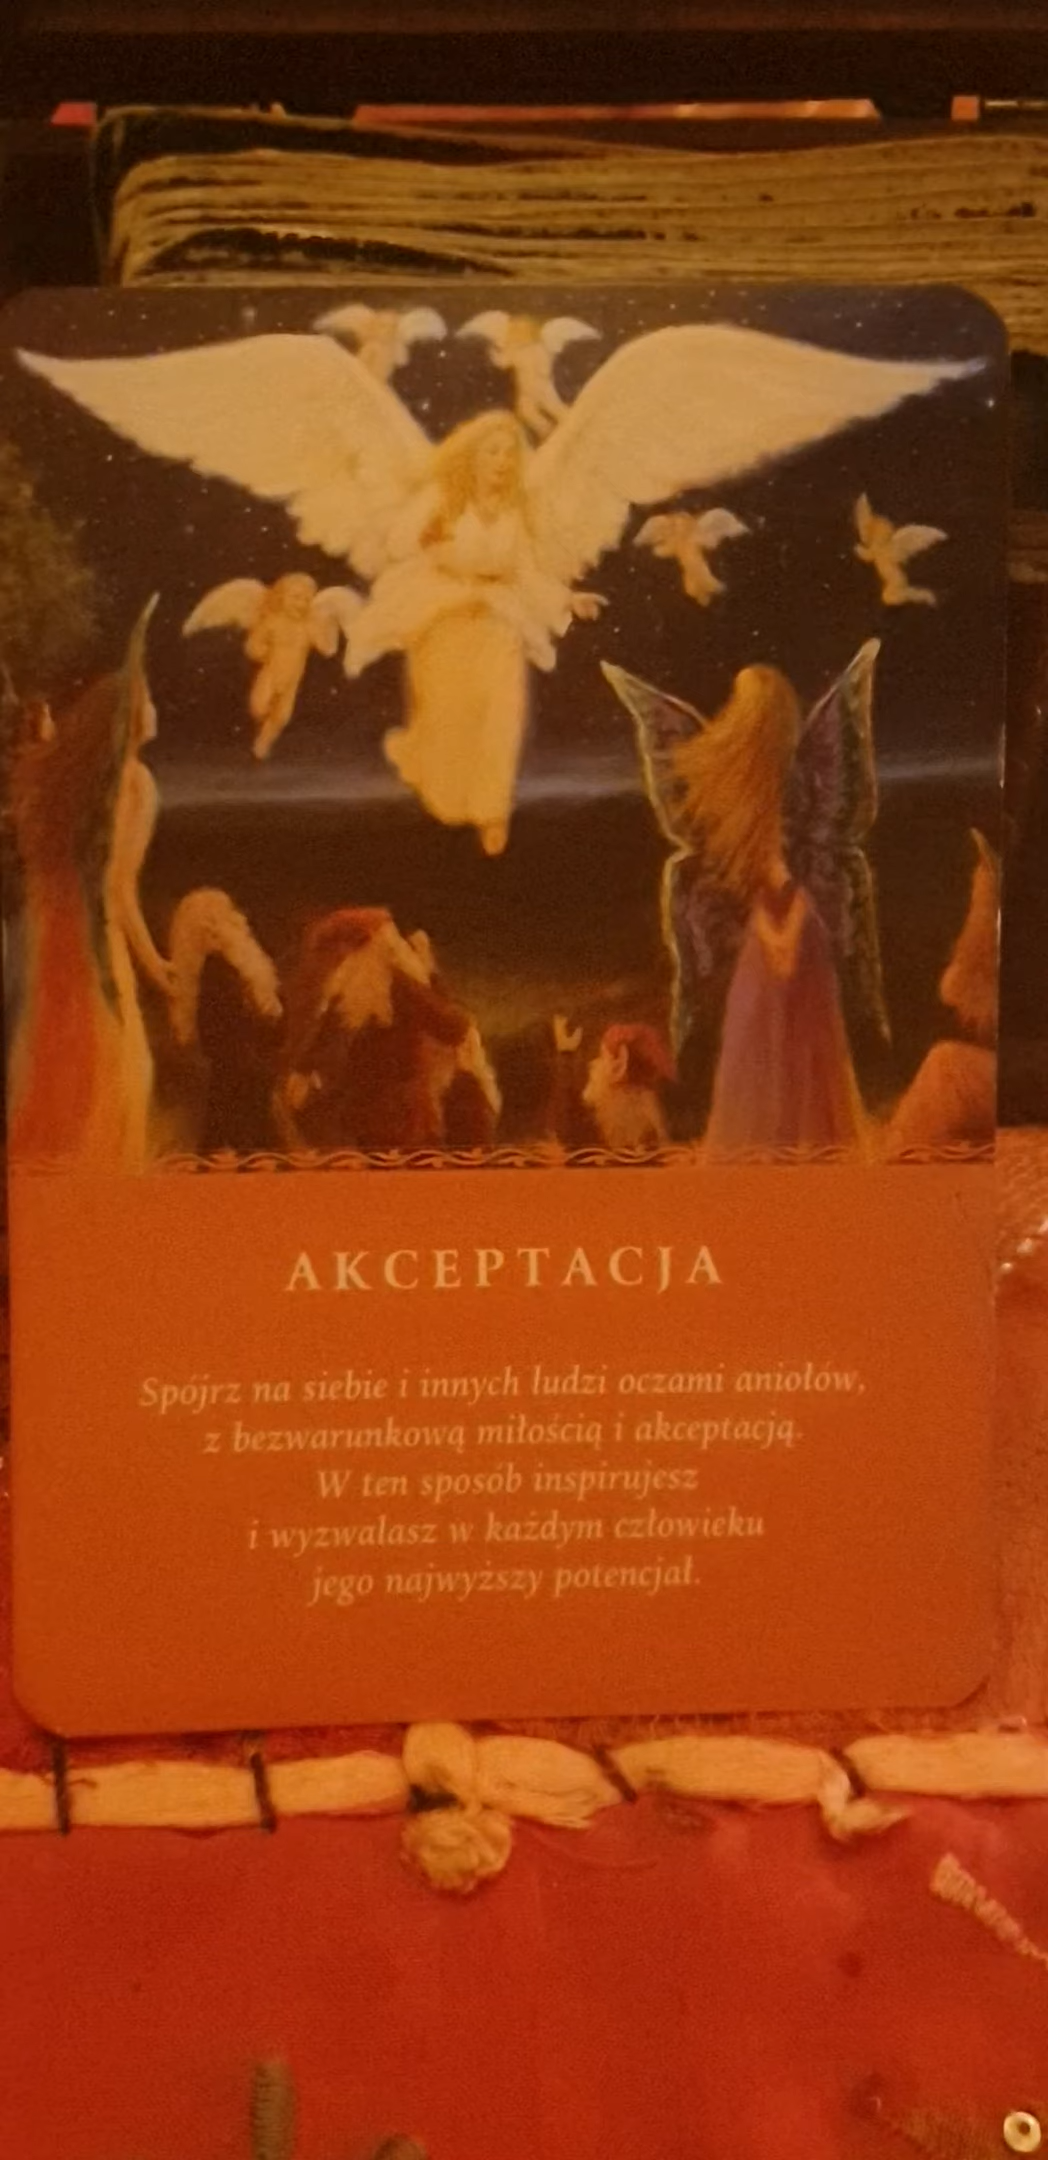 AKCEPTACJA
Spójrz na siebie i innych ludzi oczami aniołów,
z bezwarunkową miłością i akceptacją.
W ten sposób inspirujesz
i wyzwalasz w każdym człowieku
jego najwyższy potencjał.